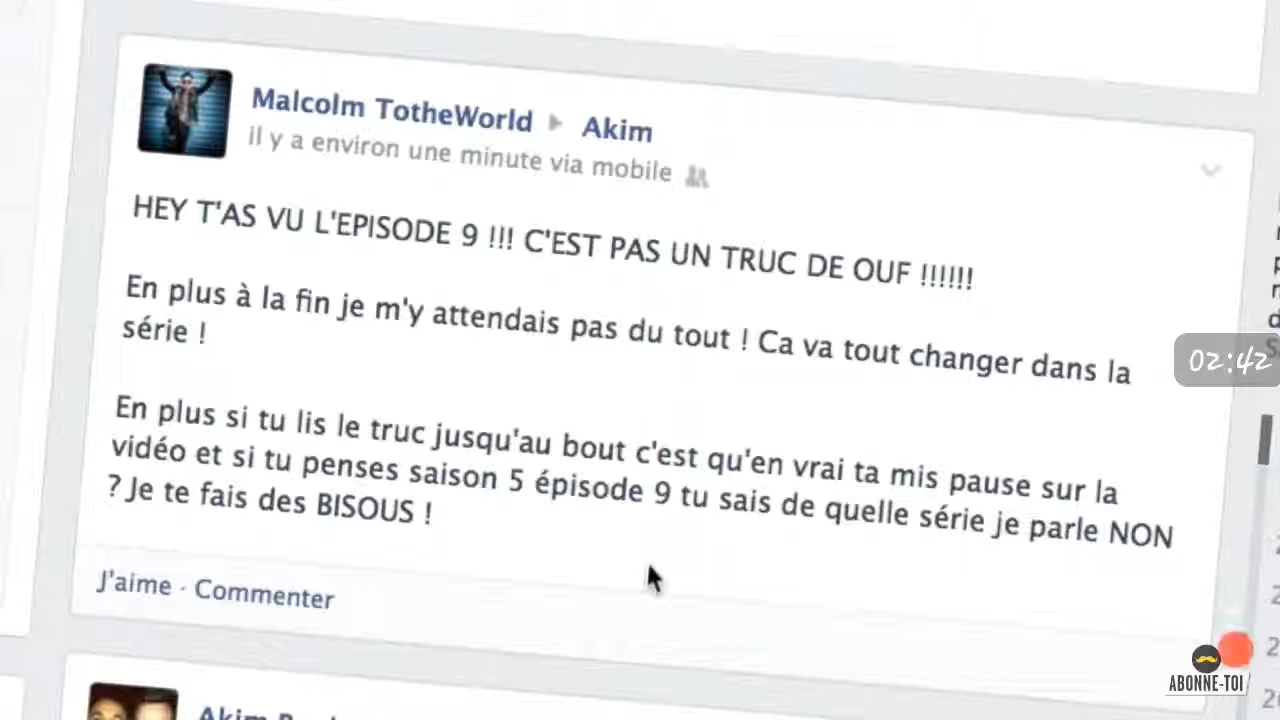 Malcolm TotheWorld ▸ Akim
il y a environ une minute via mobile
HEY T'AS VU L'EPISODE 9 !!! C'EST PAS UN TRUC DE OUF !!!!!!
En plus à la fin je m'y attendais pas du tout ! Ca va tout changer dans la
série !
02:42
En plus si tu lis le truc jusqu'au bout c'est qu'en vrai ta mis pause sur la
vidéo et si tu penses saison 5 épisode 9 tu sais de quelle série je parle NON
? Je te fais des BISOUS !
J'aime · Commenter
ABONNE-TOI
Akim